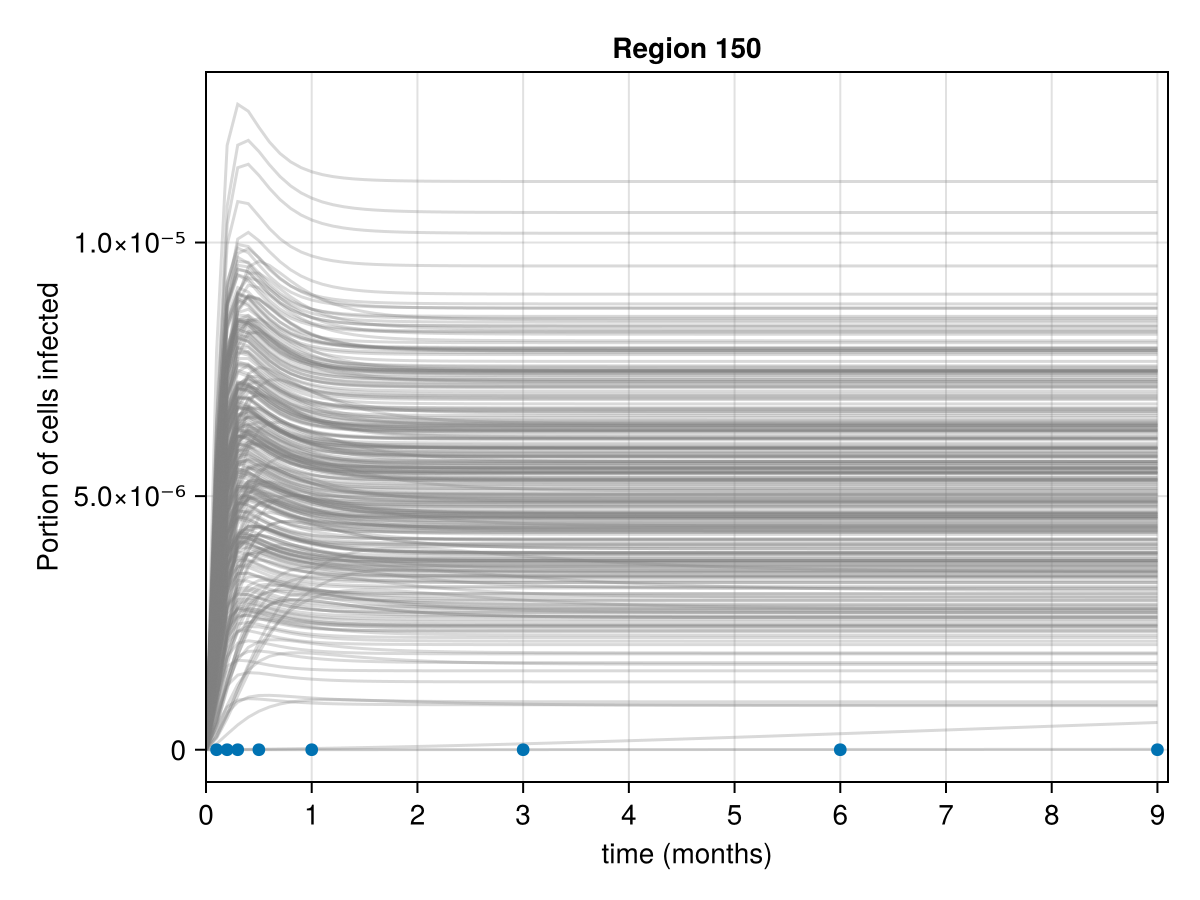 Region 150
Portion of cells infected
1.0×10⁻⁵
5.0×10⁻⁶
0
0 1 2 3 4 5 6 7 8 9
time (months)